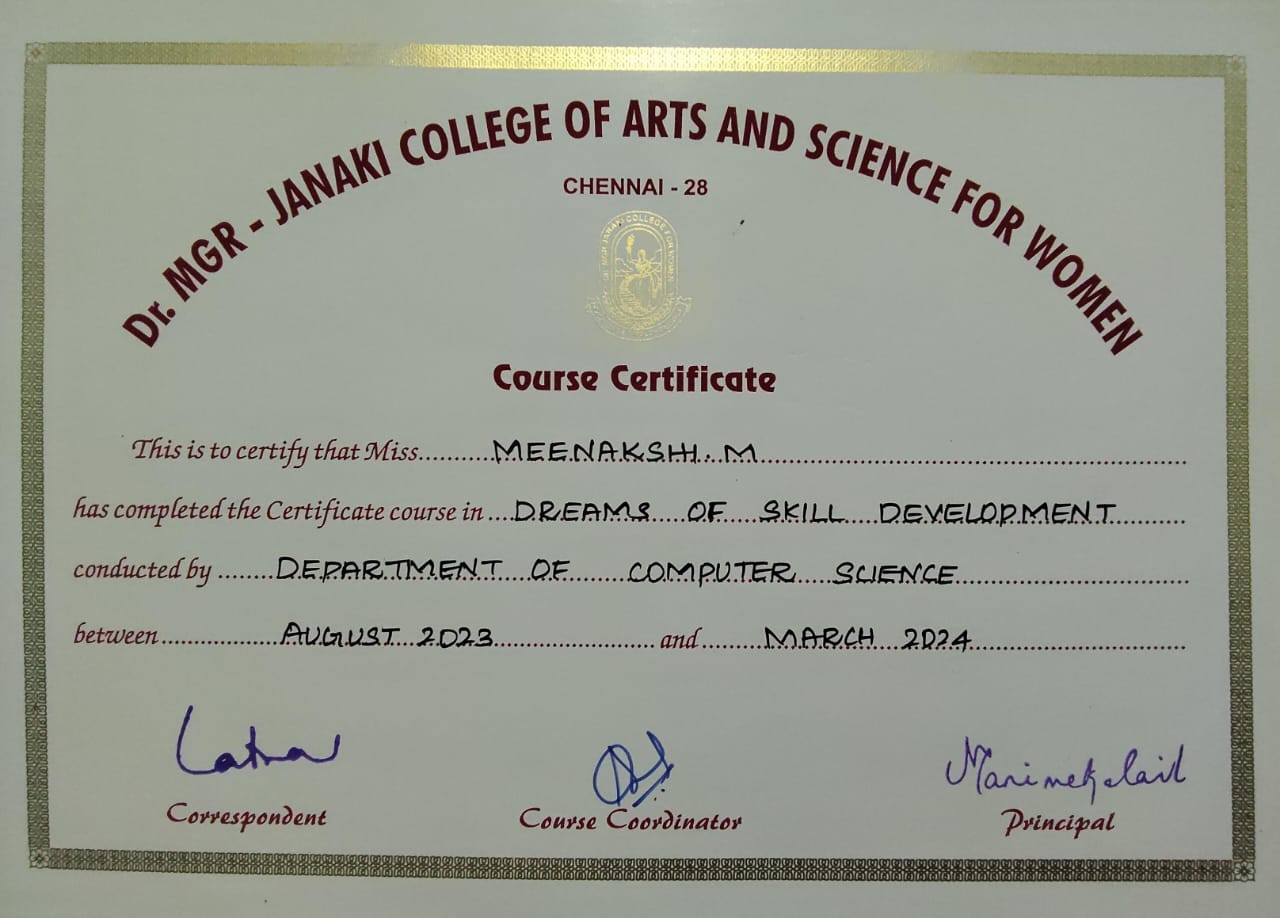 Dr. MGR - JANAKI COLLEGE OF ARTS AND SCIENCE FOR WOMEN
CHENNAI - 28
Course Certificate
This is to certify that Miss..........MEENAKSHI. M
has completed the Certificate course in ....DREAMS OF SKILL DEVELOPMENT
conducted by ........DEPARTMENT OF COMPUTER SCIENCE
between ................AUGUST 2023 and ..........MARCH 2024
Latha
Manimekalai
Correspondent Course Coordinator Principal